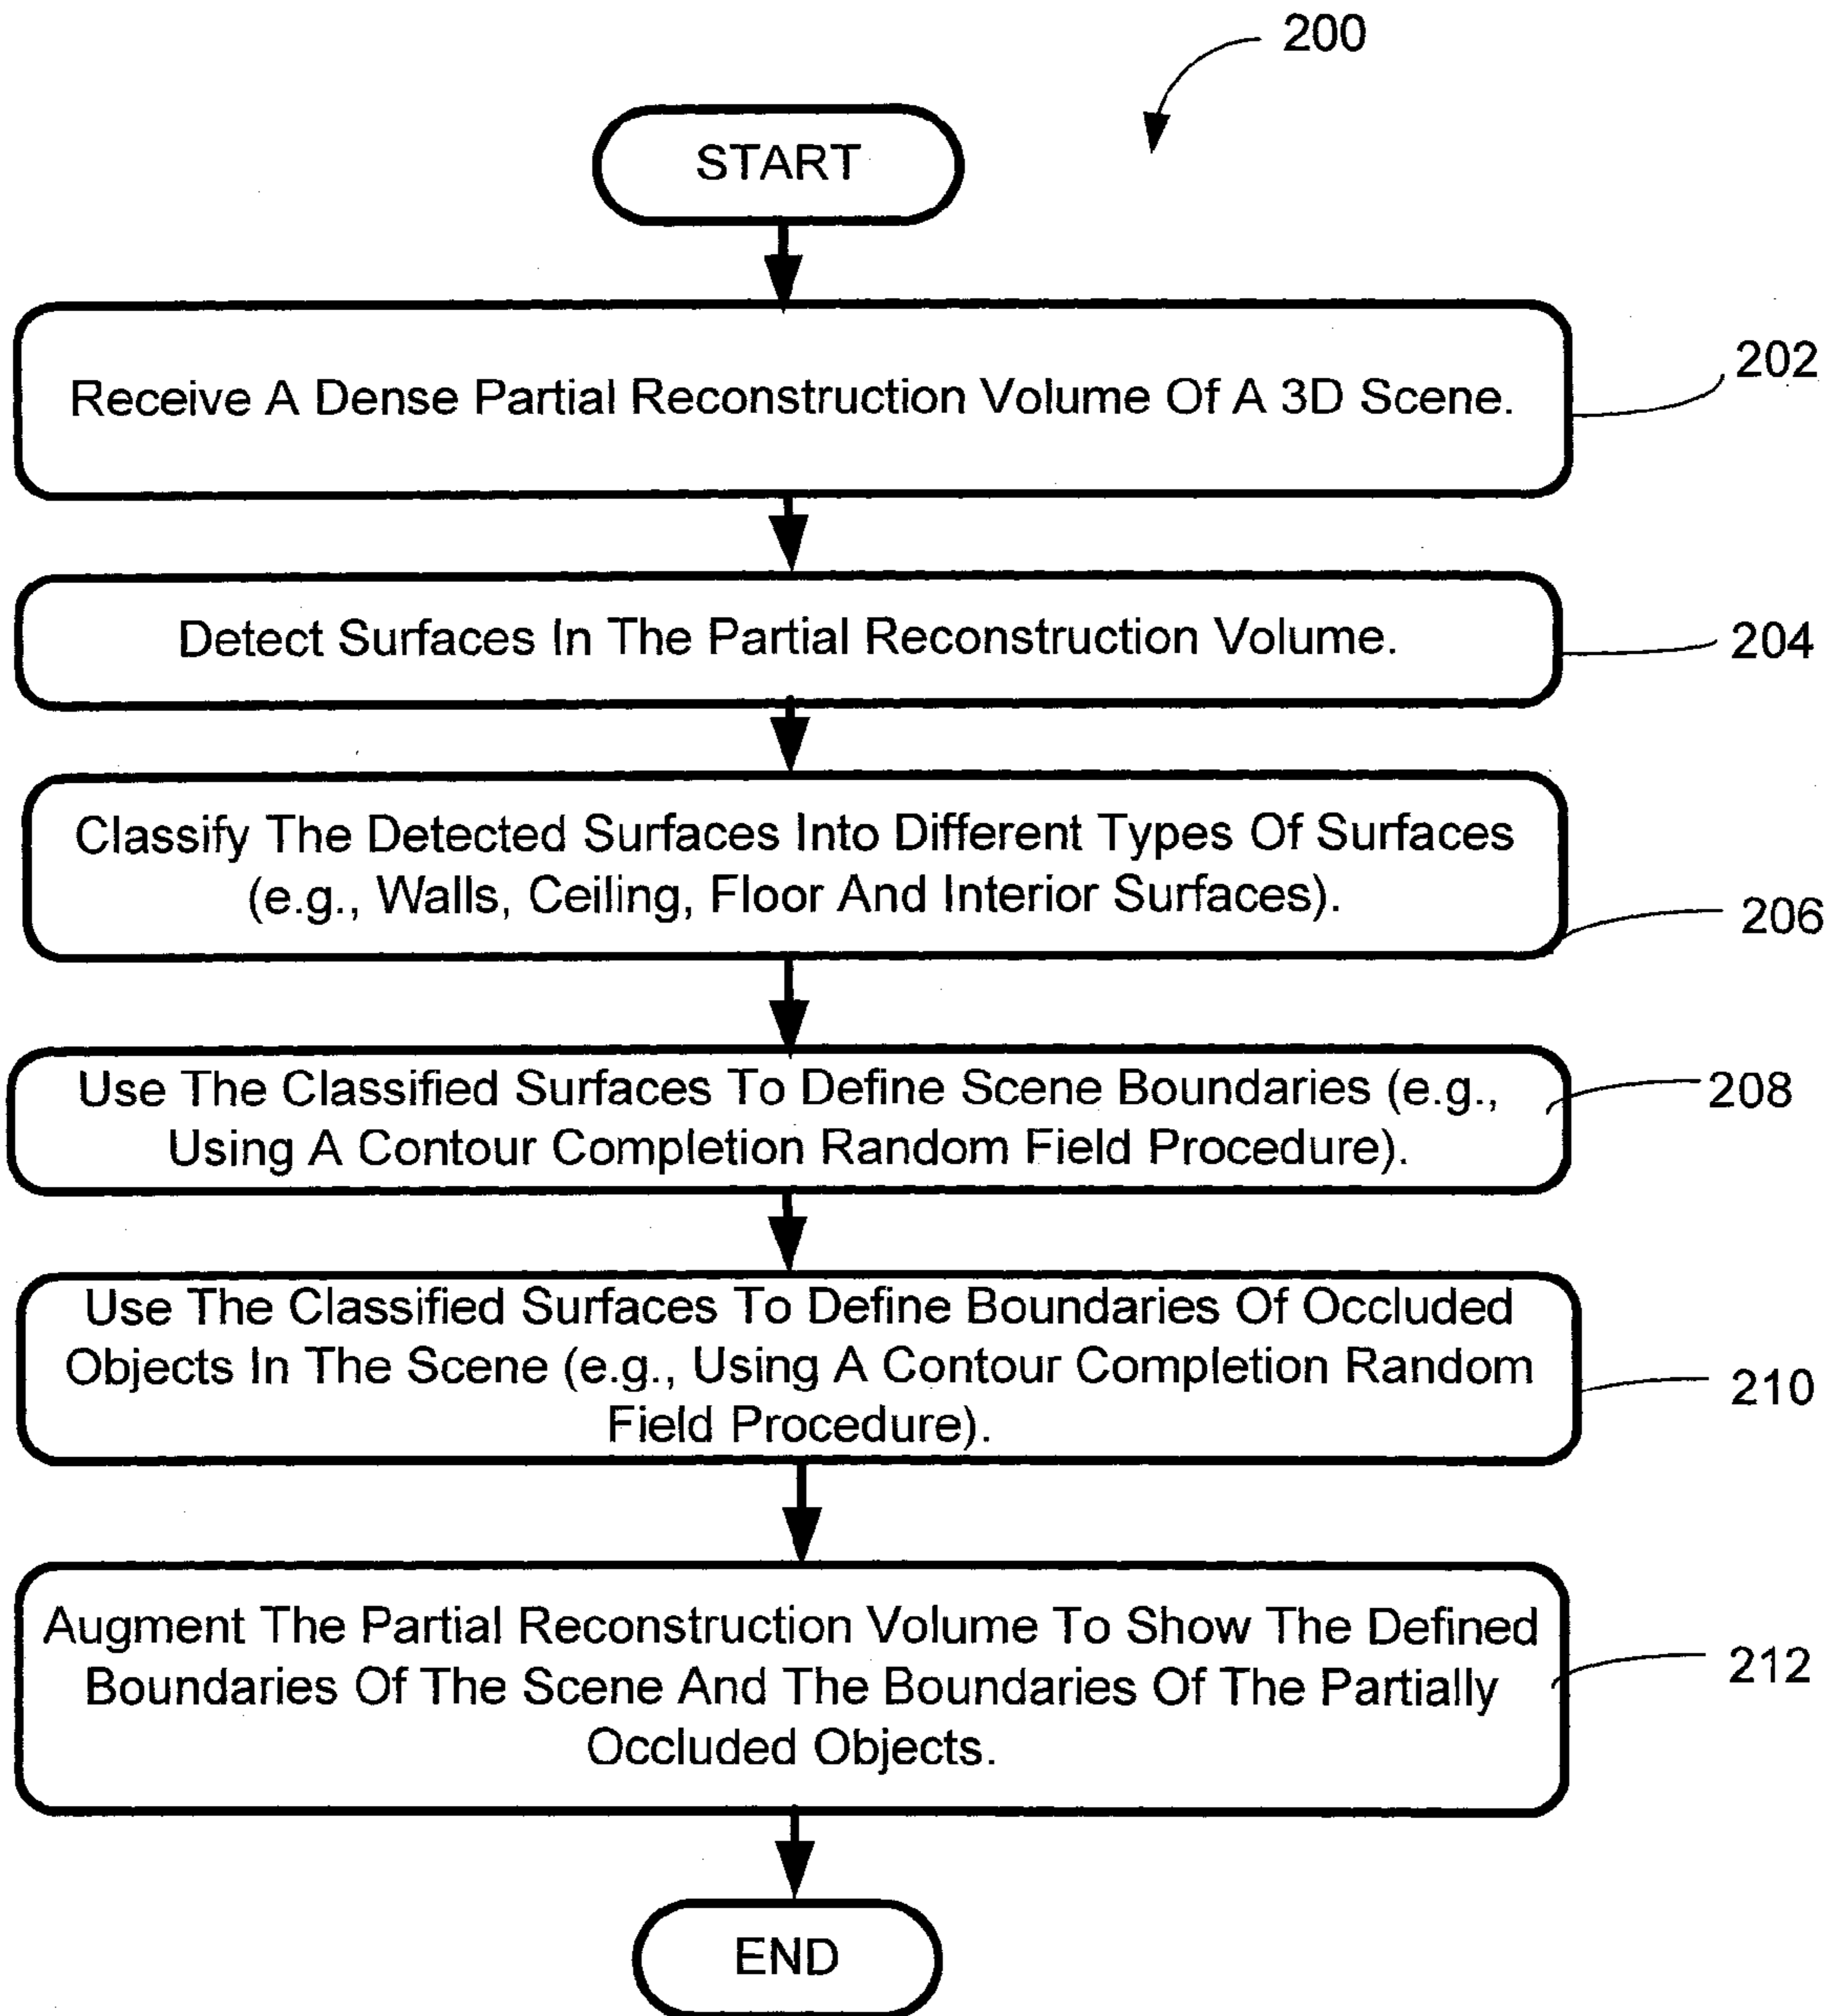 200
START
Receive A Dense Partial Reconstruction Volume Of A 3D Scene.
202
Detect Surfaces In The Partial Reconstruction Volume.
204
Classify The Detected Surfaces Into Different Types Of Surfaces
(e.g., Walls, Ceiling, Floor And Interior Surfaces).
206
Use The Classified Surfaces To Define Scene Boundaries (e.g.,
Using A Contour Completion Random Field Procedure).
208
Use The Classified Surfaces To Define Boundaries Of Occluded
Objects In The Scene (e.g., Using A Contour Completion Random
Field Procedure).
210
Augment The Partial Reconstruction Volume To Show The Defined
Boundaries Of The Scene And The Boundaries Of The Partially
Occluded Objects.
212
END